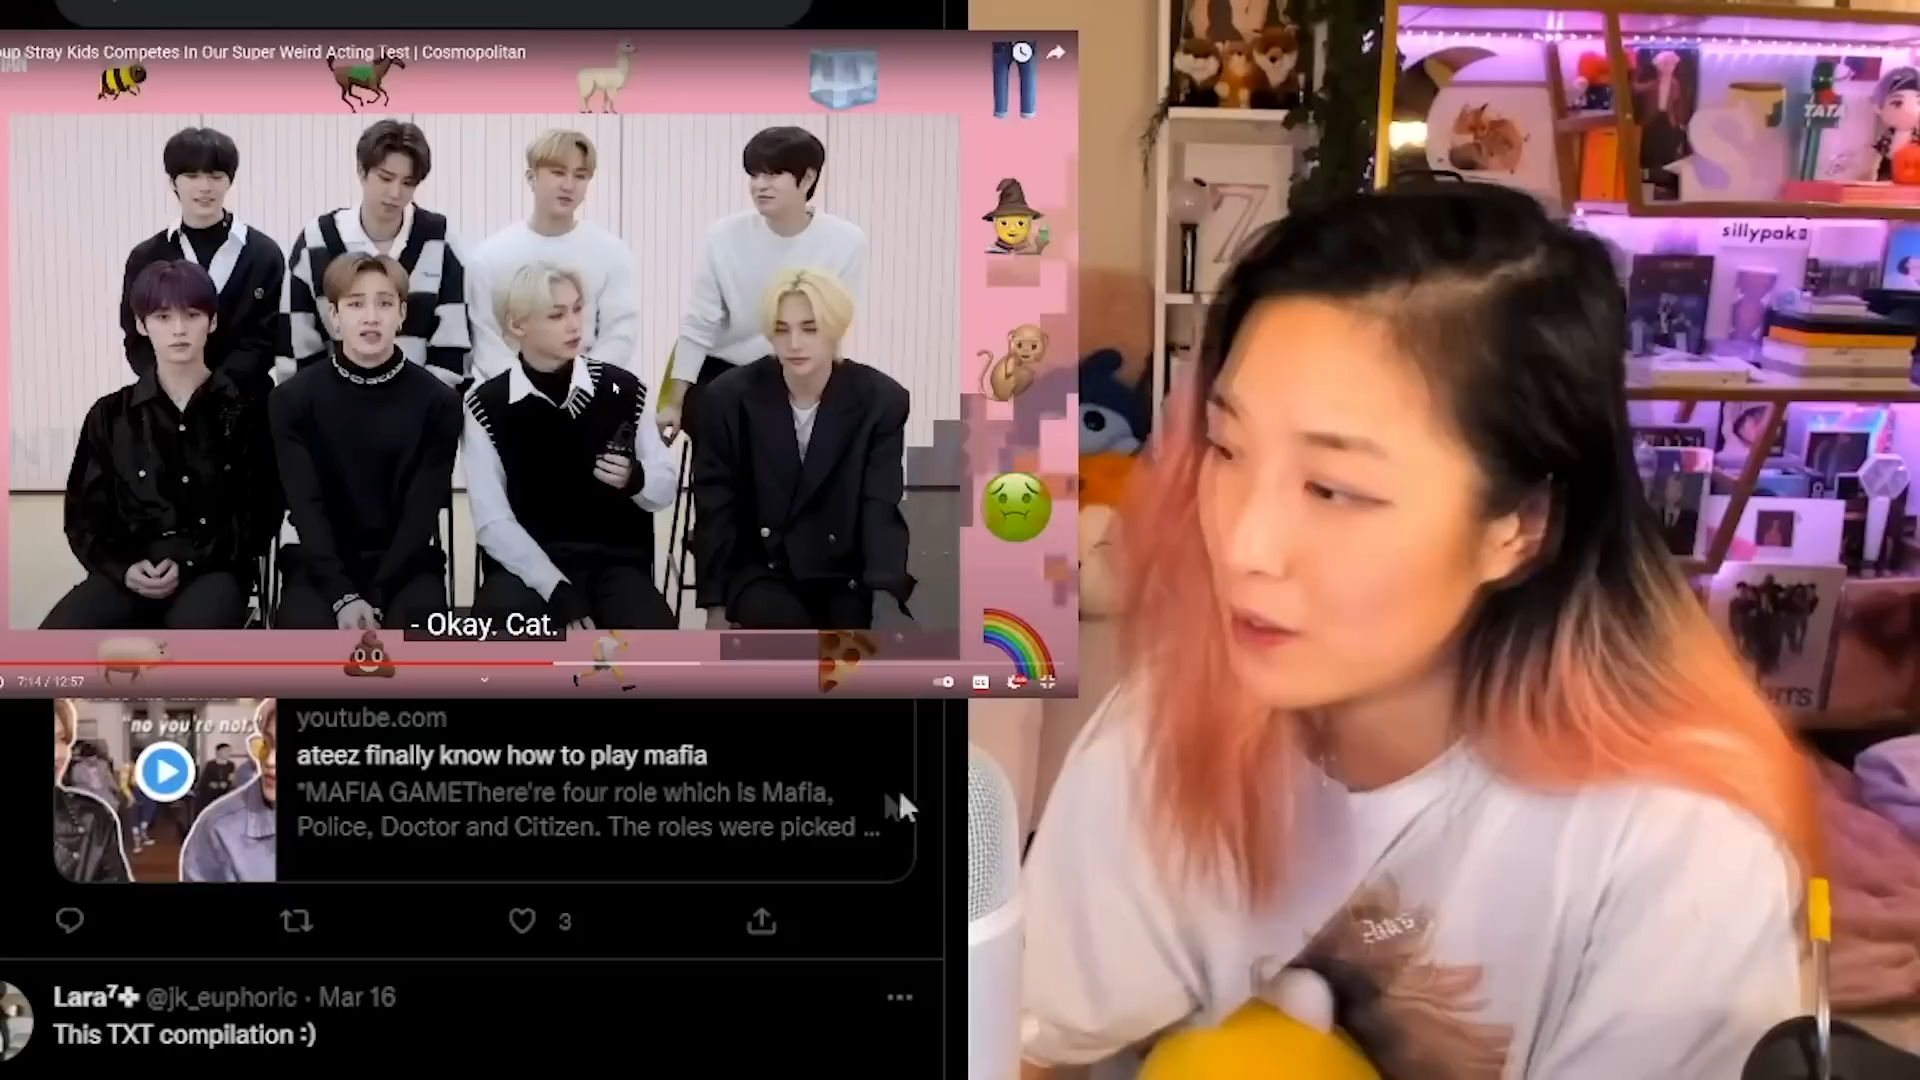 oup Stray Kids Competes In Our Super Weird Acting Test | Cosmopolitan
- Okay. Cat.
7:14 / 12:57
"no you're not."
youtube.com
ateez finally know how to play mafia
*MAFIA GAMEThere're four role which is Mafia,
Police, Doctor and Citizen. The roles were picked ...
3
Lara⁷ @jk_euphoric · Mar 16
This TXT compilation :)
TATA
sillypak
Z
S